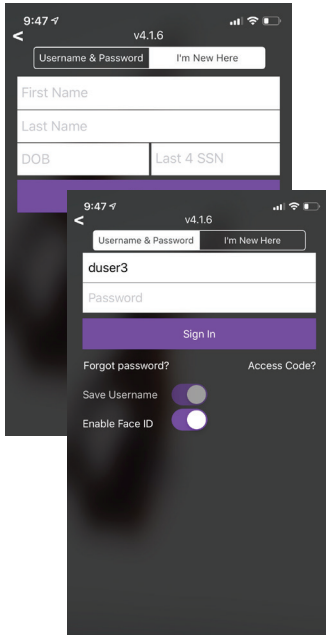 9:47
<
v4.1.6
Username & Password I'm New Here
First Name
Last Name
DOB Last 4 SSN
9:47
<
v4.1.6
Username & Password I'm New Here
duser3
Password
Sign In
Forgot password? Access Code?
Save Username
Enable Face ID